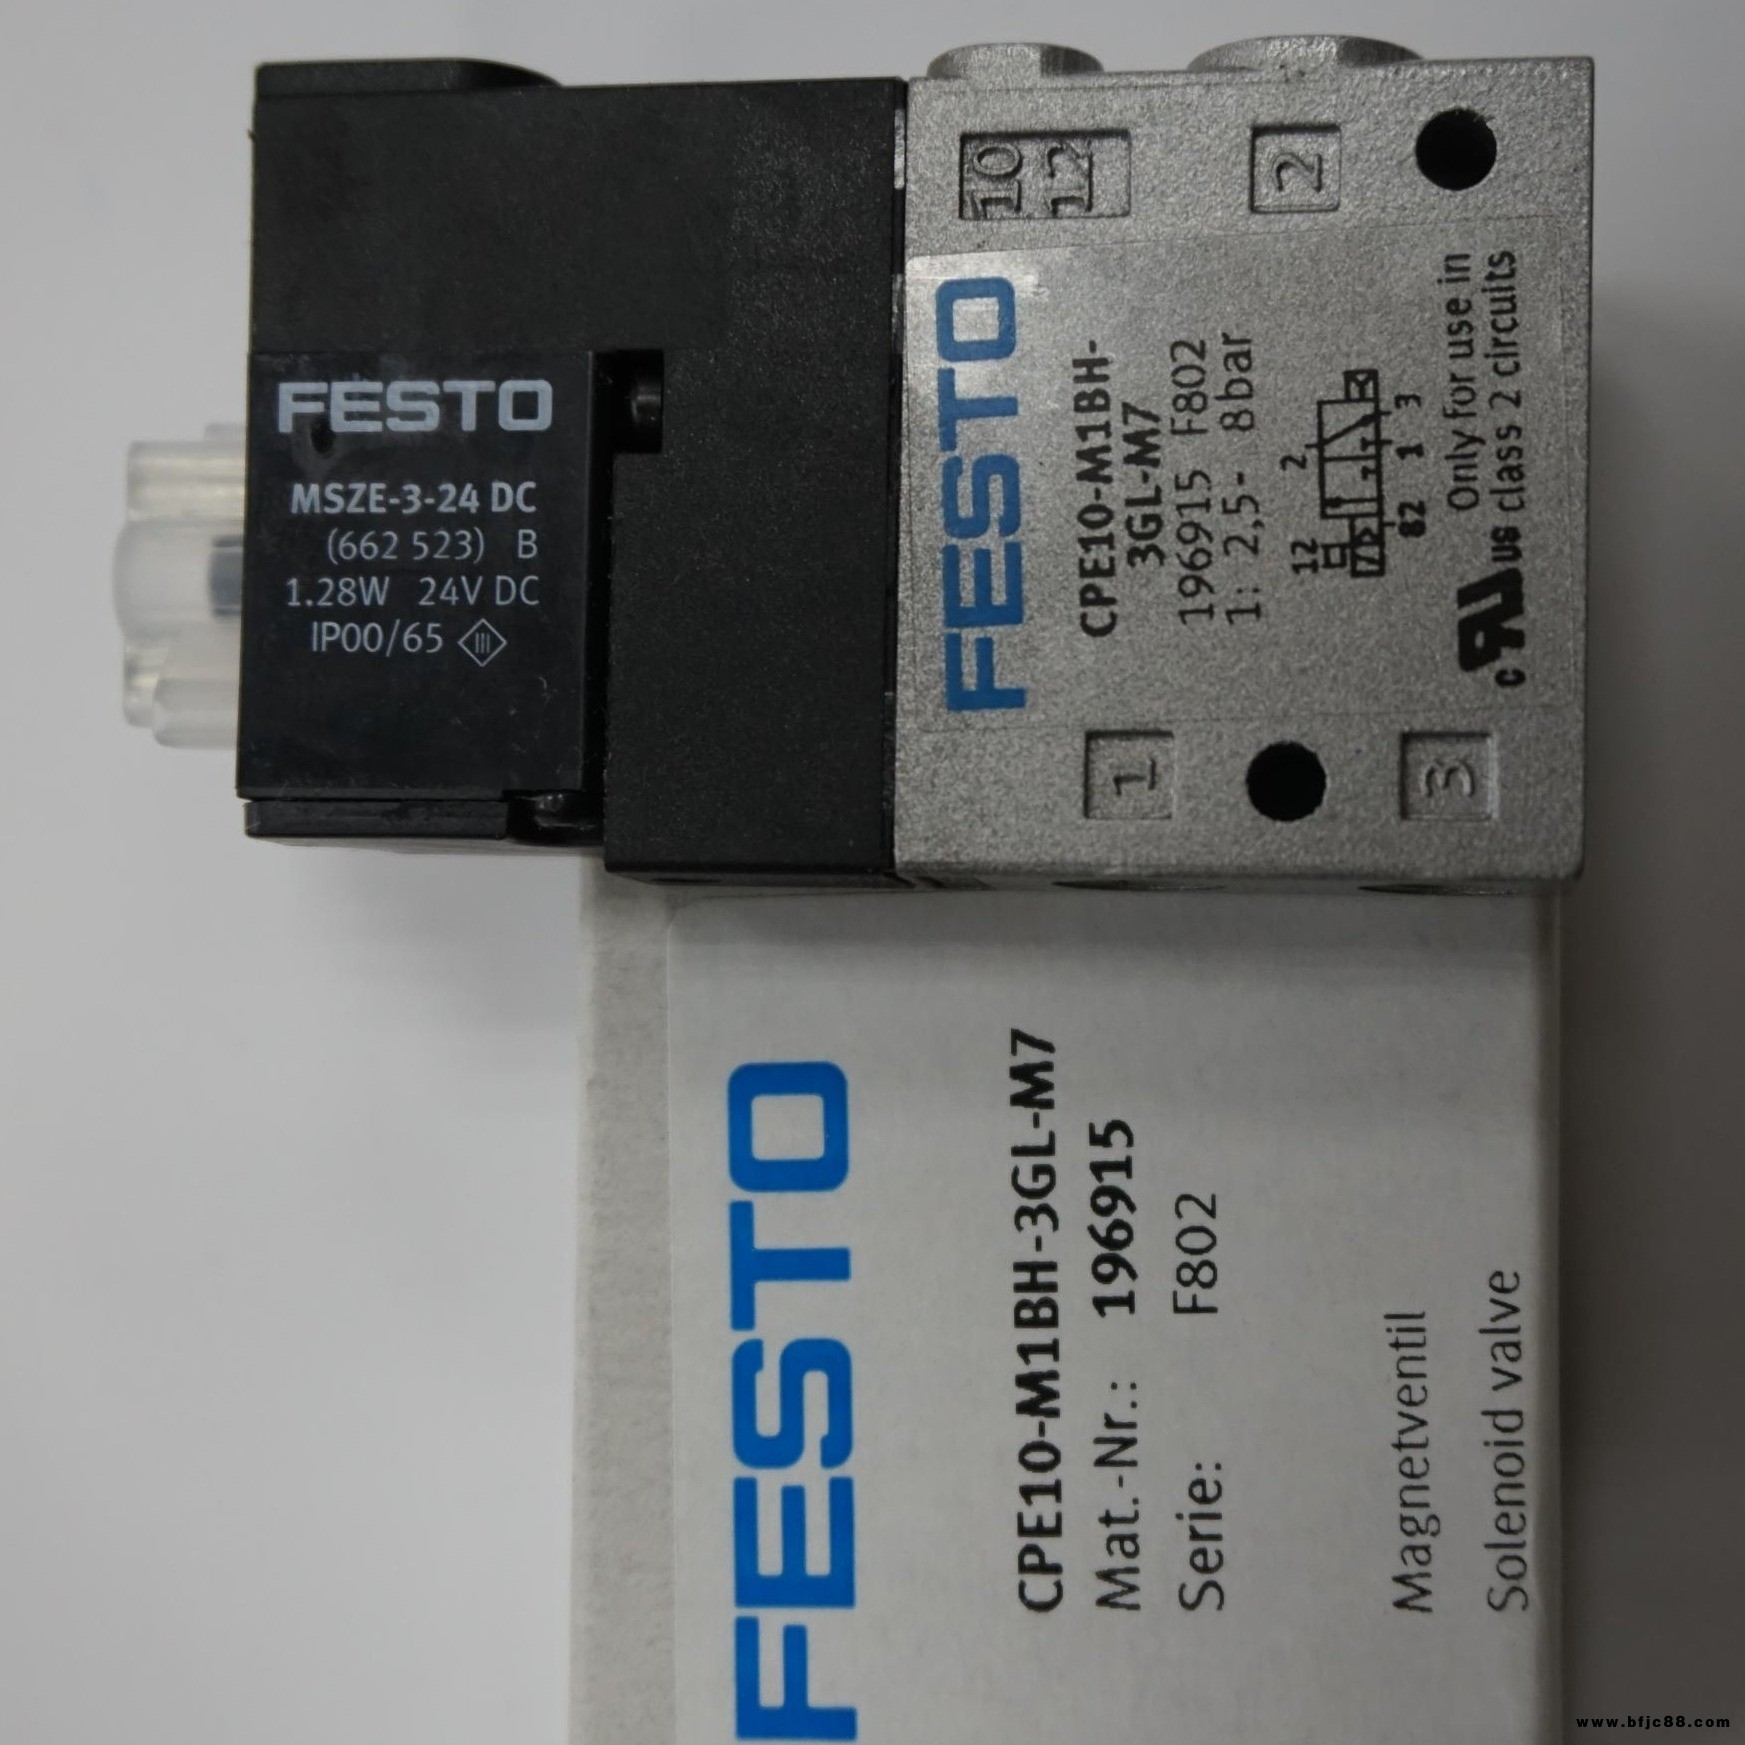 FESTO
MSZE-3-24 DC
(662 523) B
1.28W 24V DC
IP00/65
10
12
2
FESTO
CPE10-M1BH-
3GL-M7
196915 F802
1: 2,5- 8bar
12 2
82 1 3
Only for use in
c US class 2 circuits
1
3
FESTO
CPE10-M1BH-3GL-M7
Mat.-Nr.: 196915
Serie: F802
Magnetventil
Solenoid valve
www.bfjc88.com